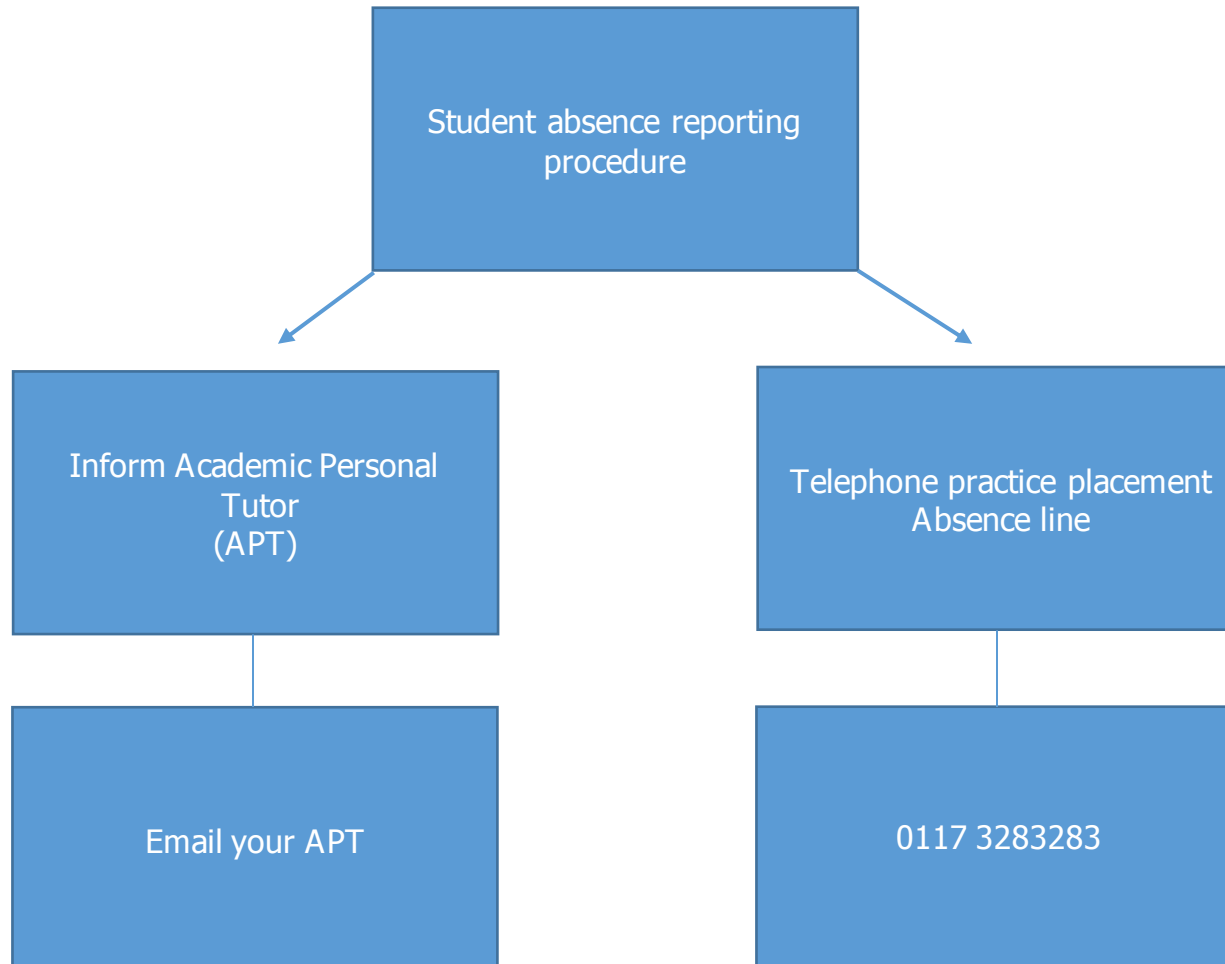 Student absence reporting
procedure
Inform Academic Personal
Tutor
(APT)
Telephone practice placement
Absence line
Email your APT
0117 3283283